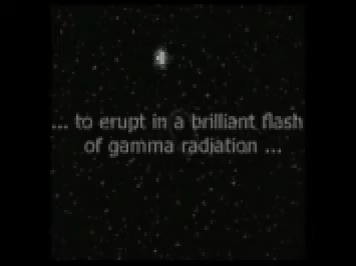 ... to erupt in a brilliant flash
of gamma radiation ...